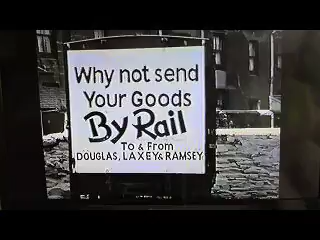 Why not send
Your Goods
By Rail
To & From
DOUGLAS, LAXEY & RAMSEY